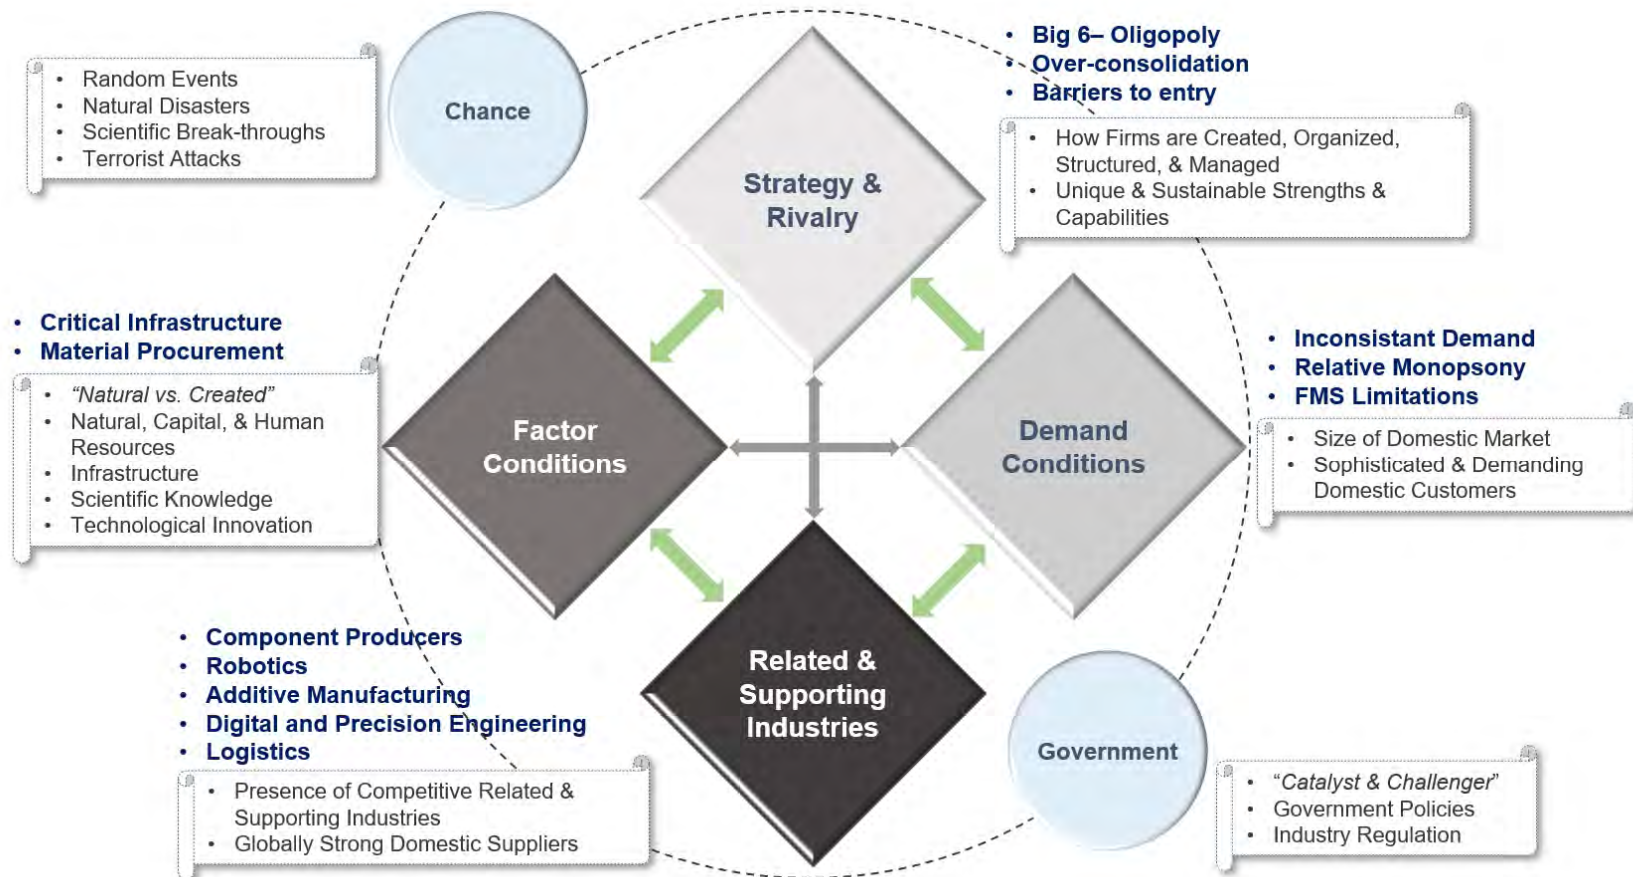 • Random Events
• Natural Disasters
• Scientific Break-throughs
• Terrorist Attacks
Chance
• Big 6– Oligopoly
• Over-consolidation
• Barriers to entry
• How Firms are Created, Organized,
Structured, & Managed
• Unique & Sustainable Strengths &
Capabilities
Strategy &
Rivalry
• Critical Infrastructure
• Material Procurement
• “Natural vs. Created”
• Natural, Capital, & Human
Resources
• Infrastructure
• Scientific Knowledge
• Technological Innovation
Factor
Conditions
Demand
Conditions
• Inconsistant Demand
• Relative Monopsony
• FMS Limitations
• Size of Domestic Market
• Sophisticated & Demanding
Domestic Customers
• Component Producers
• Robotics
• Additive Manufacturing
• Digital and Precision Engineering
• Logistics
• Presence of Competitive Related &
Supporting Industries
• Globally Strong Domestic Suppliers
Related &
Supporting
Industries
Government
• “Catalyst & Challenger”
• Government Policies
• Industry Regulation